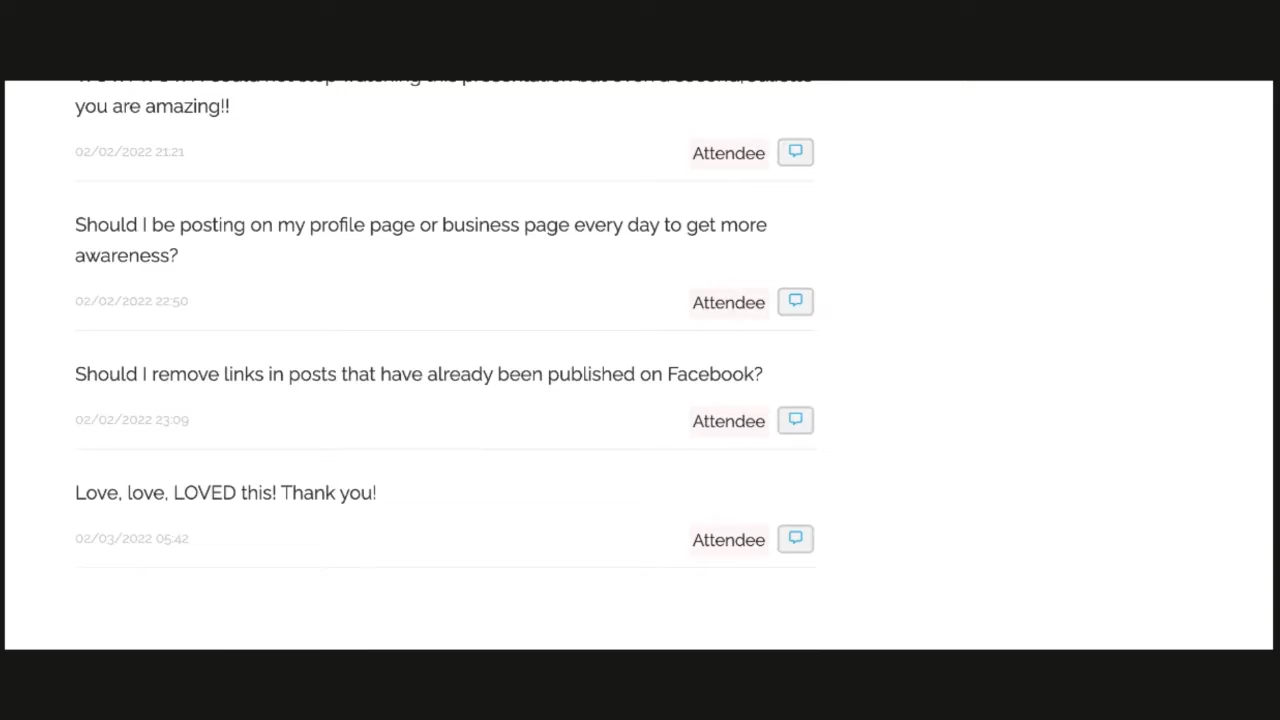 you are amazing!!
02/02/2022 21:21
Attendee
Should I be posting on my profile page or business page every day to get more
awareness?
02/02/2022 22:50
Attendee
Should I remove links in posts that have already been published on Facebook?
02/02/2022 23:09
Attendee
Love, love, LOVED this! Thank you!
02/03/2022 05:42
Attendee